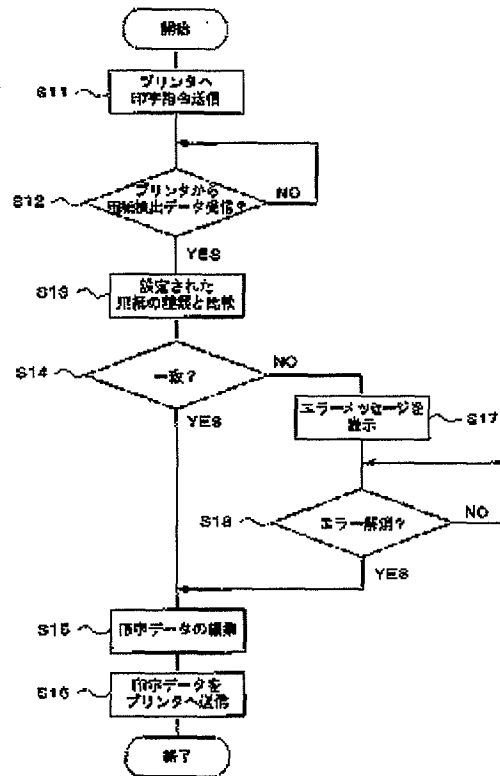 開始
S11
プリンタへ
印字指令送信
NO
S12
プリンタから
用紙検出データ受信？
YES
S13
設定された
用紙の種類と比較
S14
一致？
NO
YES
エラーメッセージを
表示
S17
S18
エラー解消？
NO
YES
S15
印字データの編集
S16
印字データを
プリンタへ送信
終了